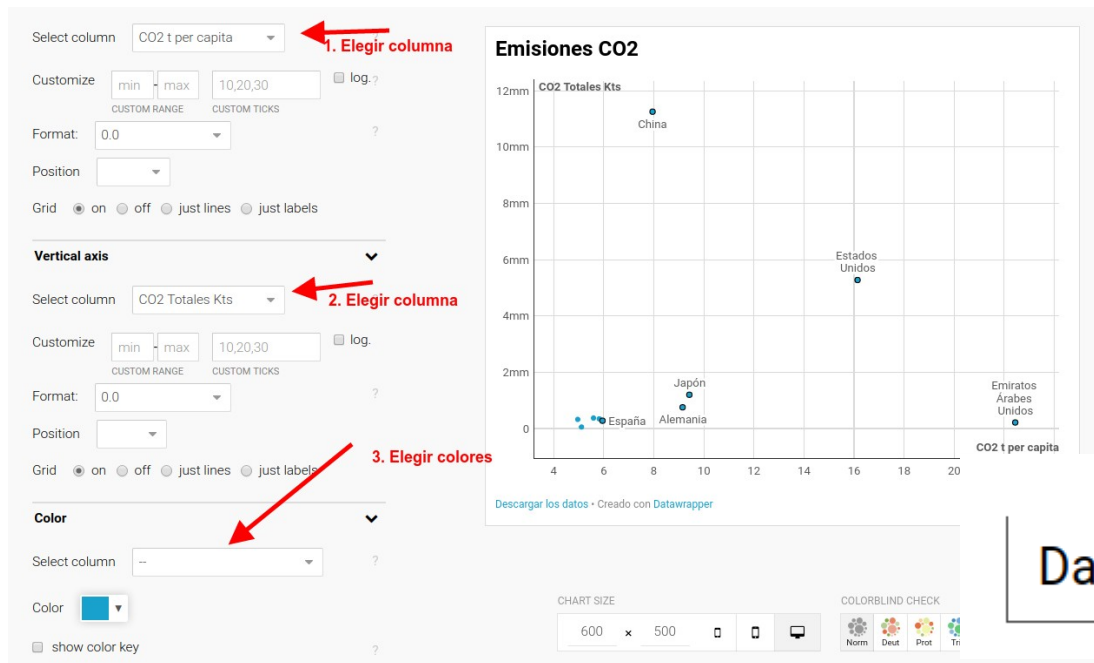 Select column CO2 t per capita
1. Elegir columna
Customize min - max 10,20,30 log. ?
CUSTOM RANGE CUSTOM TICKS
Format: 0.0 ?
Position
Grid on off just lines just labels
Vertical axis
Select column CO2 Totales Kts
2. Elegir columna
Customize min - max 10,20,30 log.
CUSTOM RANGE CUSTOM TICKS
Format: 0.0 ?
Position
Grid on off just lines just labels
3. Elegir colores
Color
Select column -- ?
Color
show color key ?
Emisiones CO2
12mm CO2 Totales Kts
China
10mm
8mm
6mm
Estados
Unidos
4mm
2mm
Japón
Emiratos
Árabes
Unidos
España Alemania
0
CO2 t per capita
4 6 8 10 12 14 16 18 20
Descargar los datos • Creado con Datawrapper
Da
CHART SIZE
600 × 500
COLORBLIND CHECK
Norm Deut Prot